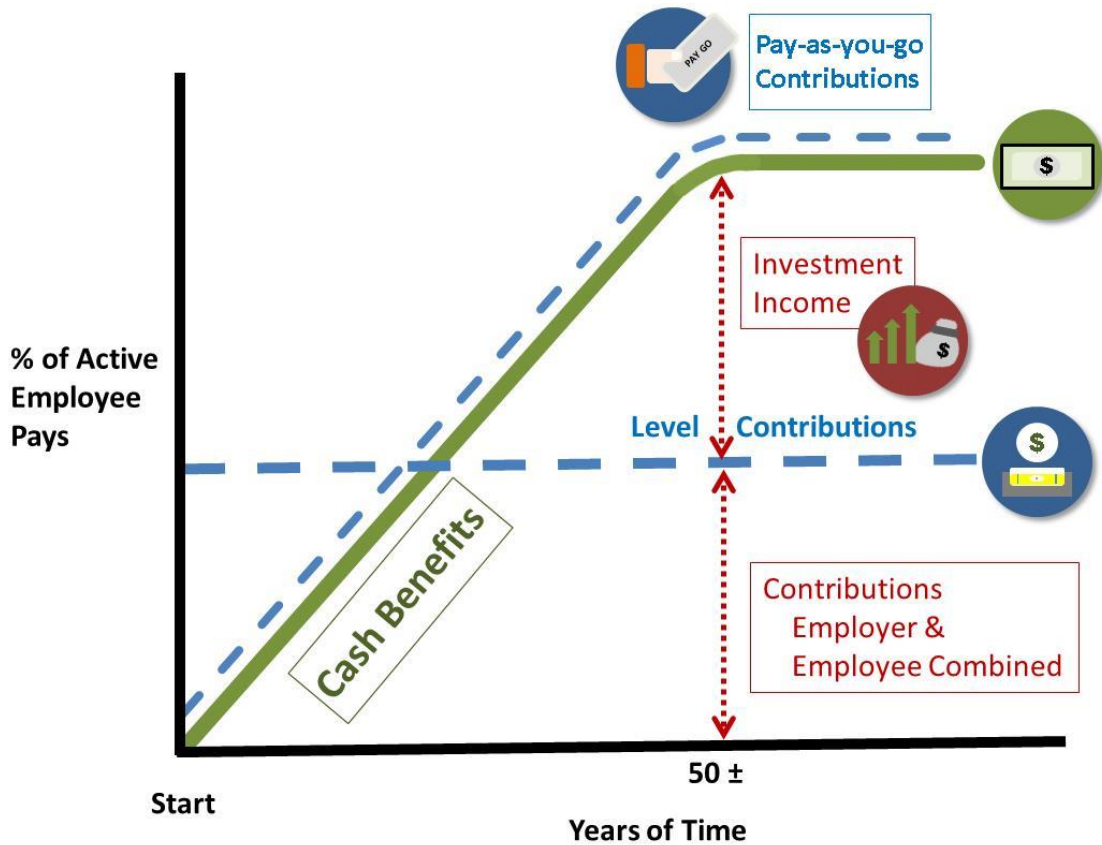 PAY GO
Pay-as-you-go
Contributions
$
Investment
Income
$
% of Active
Employee
Pays
Level Contributions
$
Cash Benefits
Contributions
Employer &
Employee Combined
50 ±
Start
Years of Time